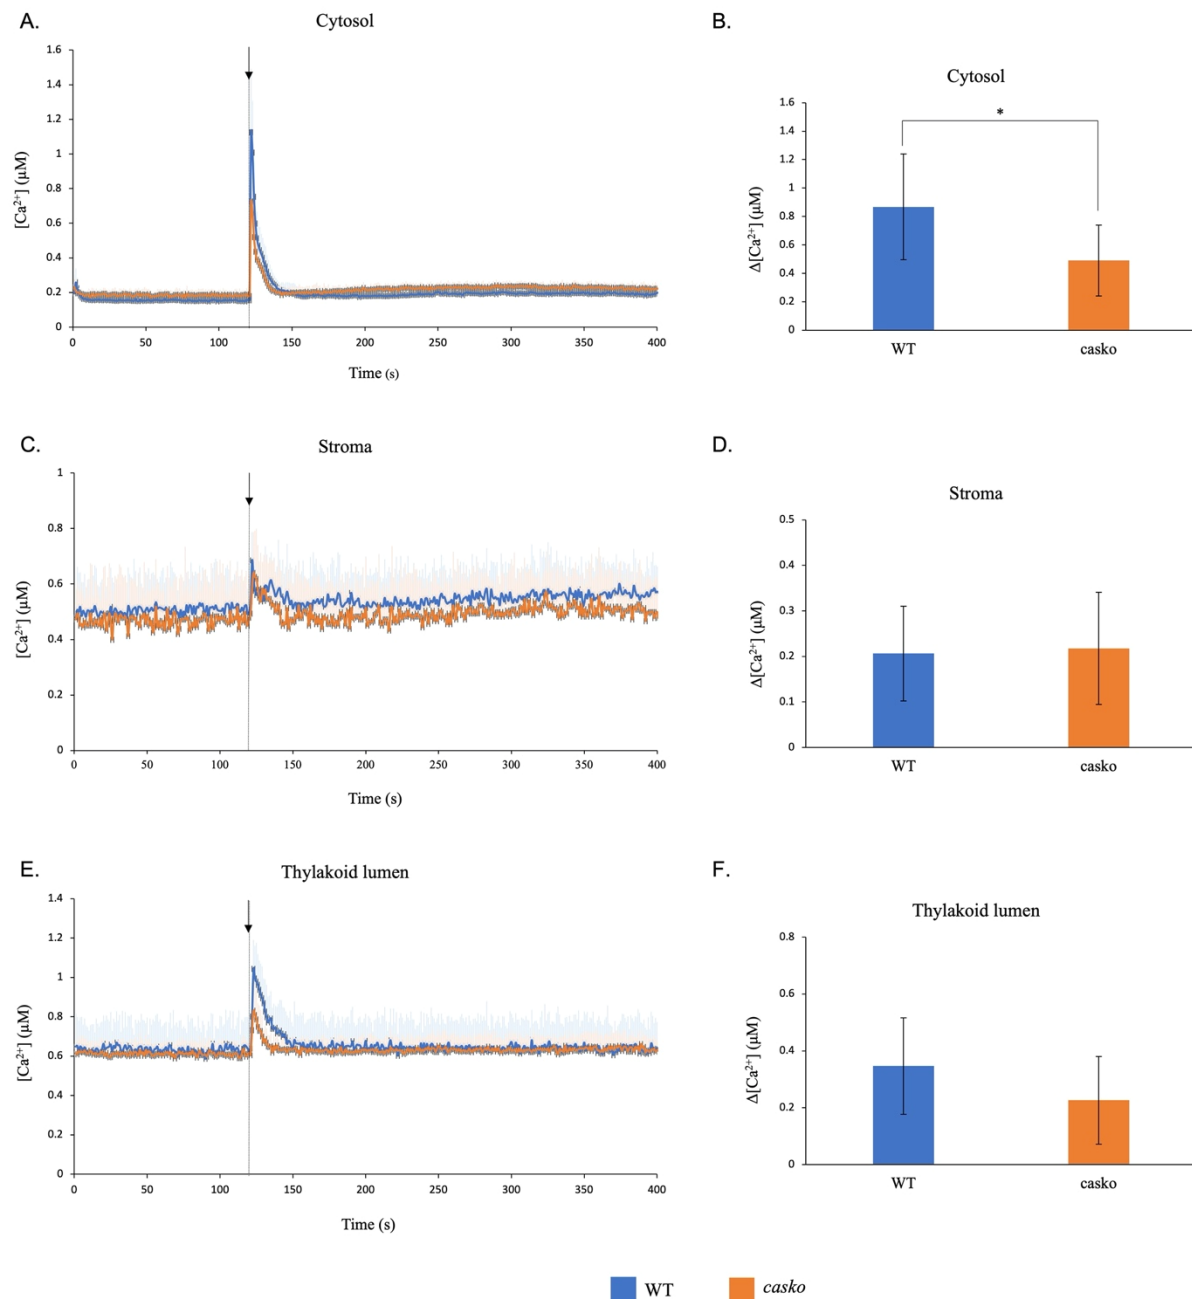 A.
Cytosol
1.6
1.4
1.2
1
0.8
0.6
0.4
0.2
0
[Ca²⁺] (µM)
0 50 100 150 200 250 300 350 400
Time (s)
B.
Cytosol
1.6
1.4
1.2
1
0.8
0.6
0.4
0.2
0
Δ[Ca²⁺] (µM)
*
WT casko
C.
Stroma
1
0.8
0.6
0.4
0.2
0
[Ca²⁺] (µM)
0 50 100 150 200 250 300 350 400
Time (s)
D.
Stroma
0.5
0.4
0.3
0.2
0.1
0
Δ[Ca²⁺] (µM)
WT casko
E.
Thylakoid lumen
1.4
1.2
1
0.8
0.6
0.4
0.2
0
[Ca²⁺] (µM)
0 50 100 150 200 250 300 350 400
Time (s)
F.
Thylakoid lumen
0.8
0.6
0.4
0.2
0
Δ[Ca²⁺] (µM)
WT casko
WT casko